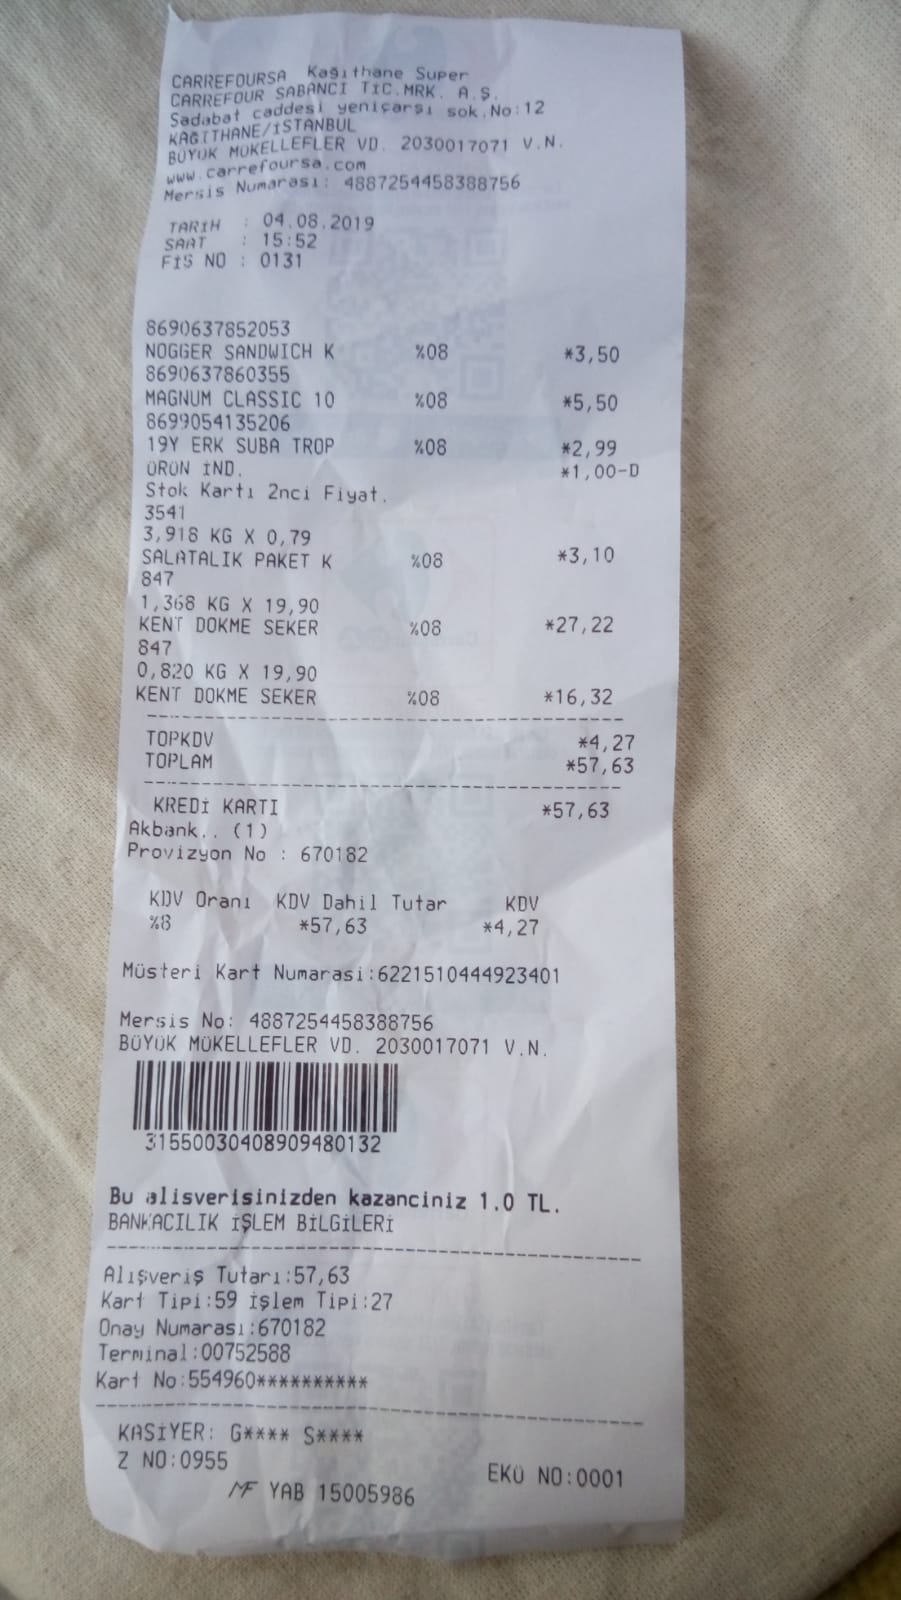 CARREFOURSA Kağıthane Super
CARREFOUR SABANCI TİC.MRK. A.Ş.
Sadabat caddesi yeniçarşı sok.No:12
KAĞITHANE/İSTANBUL
BÜYÜK MÜKELLEFLER VD. 2030017071 V.N.
www.carrefoursa.com
Mersis Numarası: 4887254458388756
TARİH : 04.08.2019
SAAT : 15:52
FİŞ NO : 0131
8690637852053
NOGGER SANDWICH K %08 *3,50
8690637860355
MAGNUM CLASSIC 10 %08 *5,50
8699054135206
19Y ERK SUBA TROP %08 *2,99
ÜRÜN İND. *1,00-D
Stok Kartı 2nci Fiyat.
3541
3,918 KG X 0,79
SALATALIK PAKET K %08 *3,10
847
1,368 KG X 19,90
KENT DOKME SEKER %08 *27,22
847
0,820 KG X 19,90
KENT DOKME SEKER %08 *16,32
TOPKDV *4,27
TOPLAM *57,63
KREDİ KARTI *57,63
Akbank.. (1)
Provizyon No : 670182
KDV Oranı KDV Dahil Tutar KDV
%8 *57,63 *4,27
Müsteri Kart Numarasi:6221510444923401
Mersis No: 4887254458388756
BÜYÜK MÜKELLEFLER VD. 2030017071 V.N.
31550030408909480132
Bu alisverisinizden kazanciniz 1.0 TL.
BANKACILIK İŞLEM BİLGİLERİ
Alışveriş Tutarı:57,63
Kart Tipi:59 İşlem Tipi:27
Onay Numarası:670182
Terminal:00752588
Kart No:554960**********
KASİYER: G**** S****
Z NO:0955 EKÜ NO:0001
MF YAB 15005986